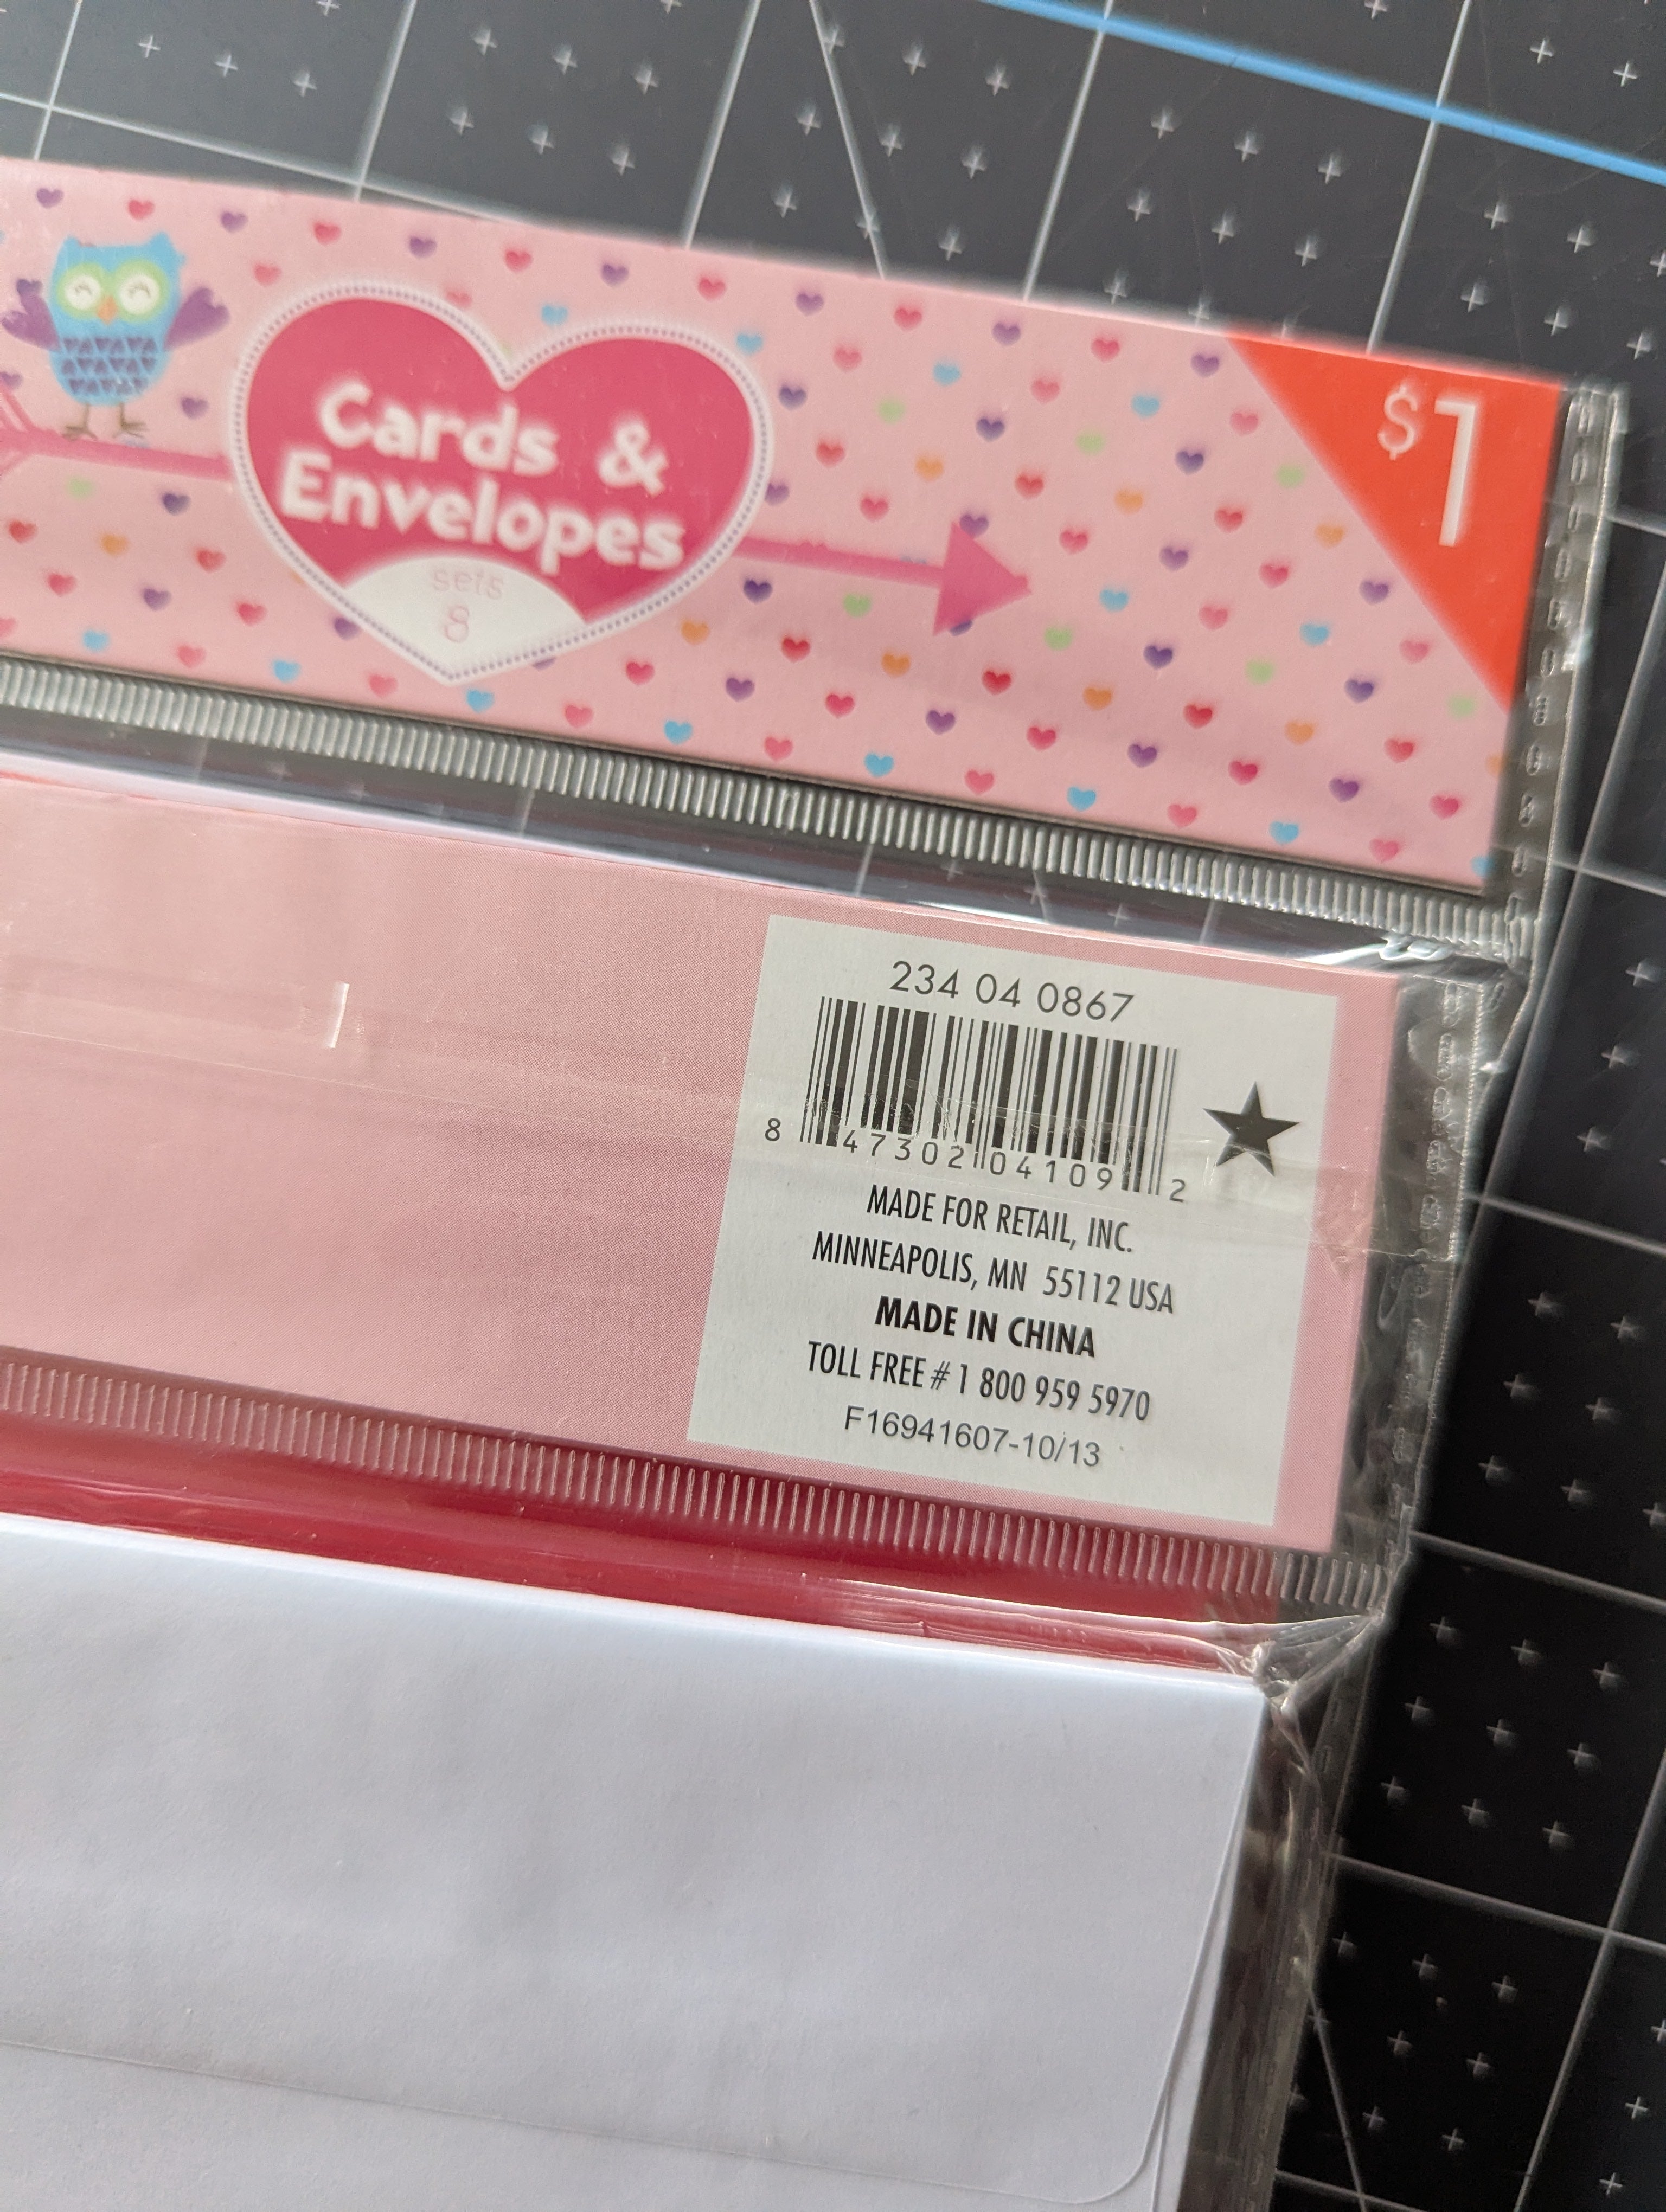 $1
Cards &
Envelopes
sets
8
234 04 0867
8 47302 04109 2
MADE FOR RETAIL, INC.
MINNEAPOLIS, MN 55112 USA
MADE IN CHINA
TOLL FREE # 1 800 959 5970
F16941607-10/13